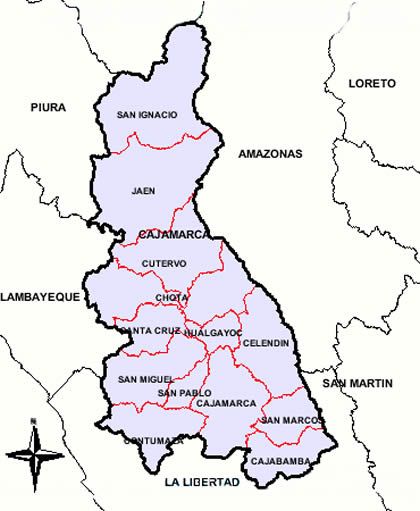 LORETO
PIURA
SAN IGNACIO
AMAZONAS
JAEN
CAJAMARCA
CUTERVO
LAMBAYEQUE
CHOTA
SANTA CRUZ
HUALGAYOC
CELENDIN
SAN MIGUEL
SAN MARTIN
SAN PABLO
CAJAMARCA
SAN MARCOS
N
CONTUMAZA
CAJABAMBA
LA LIBERTAD